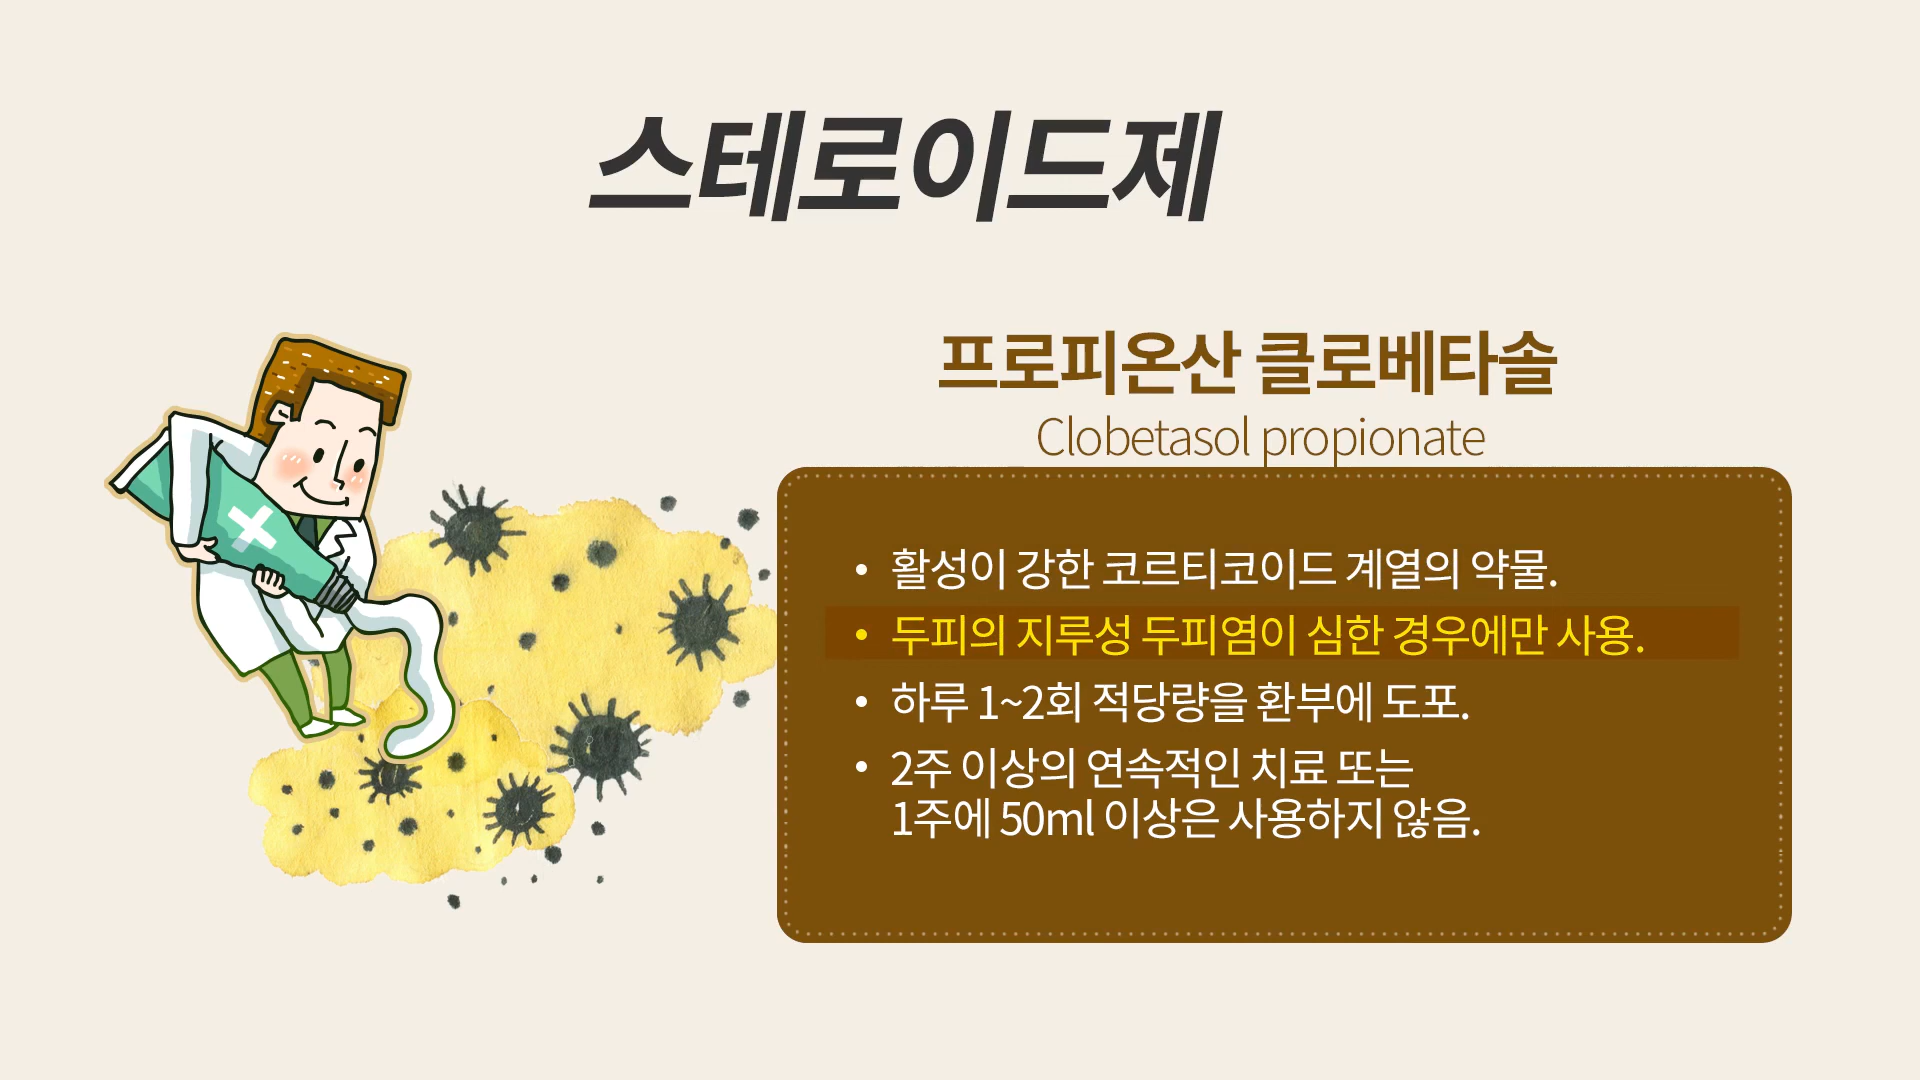 스테로이드제
프로피온산 클로베타솔
Clobetasol propionate
• 활성이 강한 코르티코이드 계열의 약물.
• 두피의 지루성 두피염이 심한 경우에만 사용.
• 하루 1~2회 적당량을 환부에 도포.
• 2주 이상의 연속적인 치료 또는
1주에 50ml 이상은 사용하지 않음.